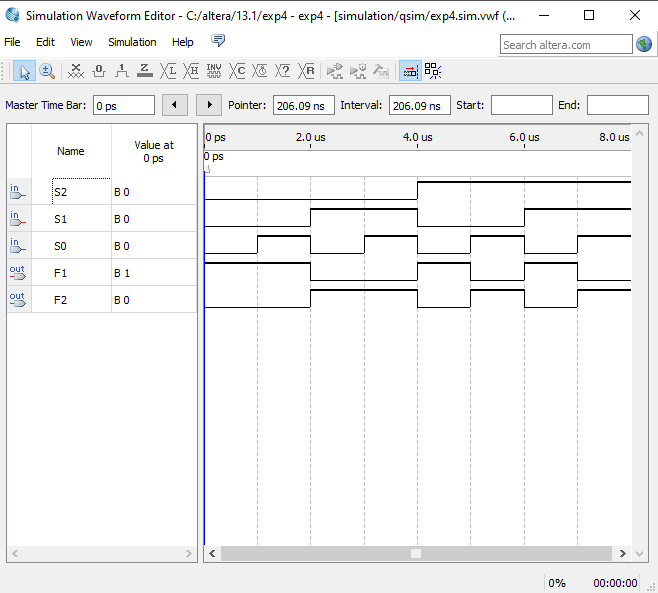 Simulation Waveform Editor - C:/altera/13.1/exp4 - exp4 - [simulation/qsim/exp4.sim.vwf (...
File Edit View Simulation Help Search altera.com
Master Time Bar: 0 ps Pointer: 206.09 ns Interval: 206.09 ns Start: End:
Name Value at 0 ps
0 ps 2.0 us 4.0 us 6.0 us 8.0 us
0 ps
in S2 B 0
in S1 B 0
in S0 B 0
out F1 B 1
out F2 B 0
0% 00:00:00